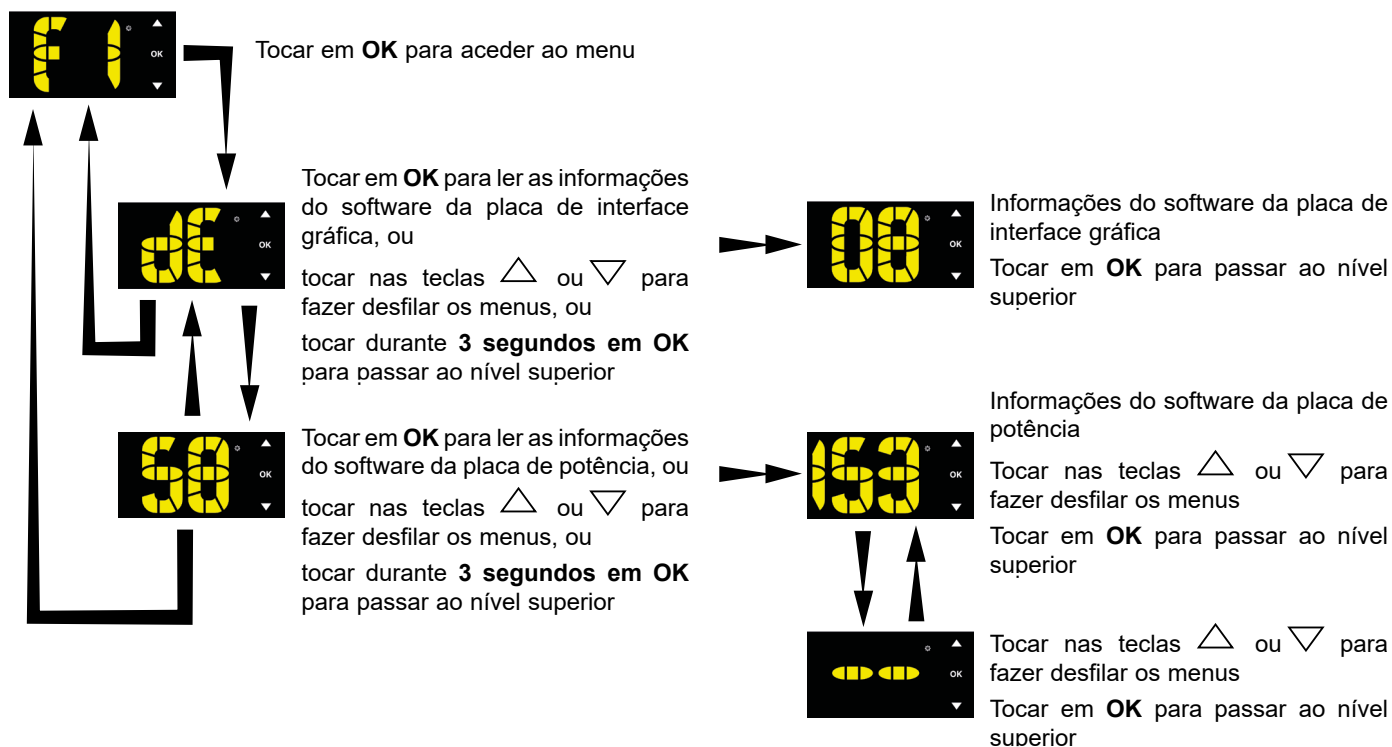 F1
OK
Tocar em OK para aceder ao menu
dE
OK
Tocar em OK para ler as informações
do software da placa de interface
gráfica, ou
tocar nas teclas △ ou ▽ para
fazer desfilar os menus, ou
tocar durante 3 segundos em OK
para passar ao nível superior
08
OK
Informações do software da placa de
interface gráfica
Tocar em OK para passar ao nível
superior
50
OK
Tocar em OK para ler as informações
do software da placa de potência, ou
tocar nas teclas △ ou ▽ para
fazer desfilar os menus, ou
tocar durante 3 segundos em OK
para passar ao nível superior
153
OK
Informações do software da placa de
potência
Tocar nas teclas △ ou ▽ para
fazer desfilar os menus
Tocar em OK para passar ao nível
superior
--
OK
Tocar nas teclas △ ou ▽ para
fazer desfilar os menus
Tocar em OK para passar ao nível
superior